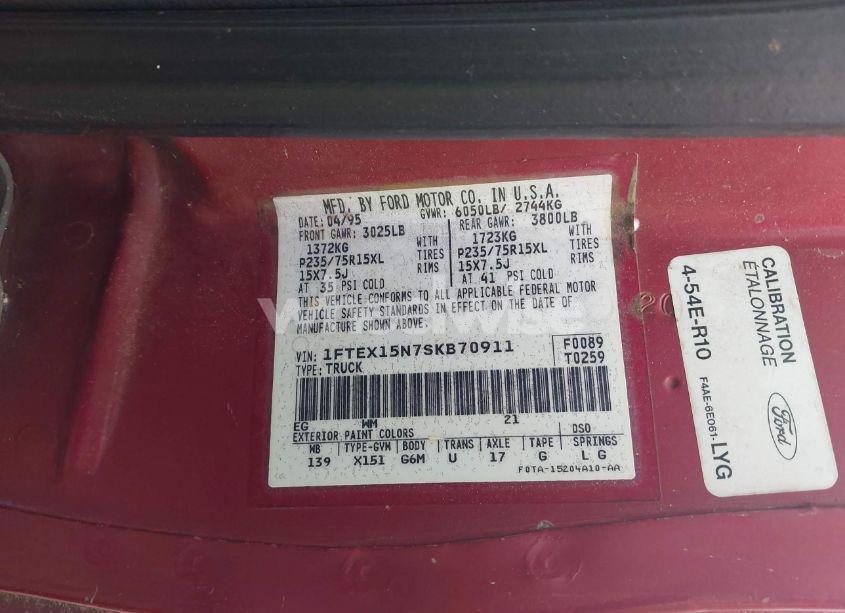 MFD. BY FORD MOTOR CO. IN U.S.A.
DATE: 04/95 GVWR: 6050LB/ 2744KG
FRONT GAWR: 3025LB REAR GAWR: 3800LB
1372KG WITH 1723KG WITH
P235/75R15XL TIRES P235/75R15XL TIRES
15X7.5J RIMS 15X7.5J RIMS
AT 35 PSI COLD AT 41 PSI COLD
THIS VEHICLE CONFORMS TO ALL APPLICABLE FEDERAL MOTOR
VEHICLE SAFETY STANDARDS IN EFFECT ON THE DATE OF
MANUFACTURE SHOWN ABOVE.
VIN: 1FTEX15N7SKB70911 F0089
TYPE: TRUCK T0259
EG WM 21
EXTERIOR PAINT COLORS DSO
WB TYPE-GVM BODY TRANS AXLE TAPE SPRINGS
139 X151 G6M U 17 G LG
F0TA-15204A10-AA
CALIBRATION
ÉTALONNAGE
4-54E-R10
Ford
F4AE-6E061-LYG